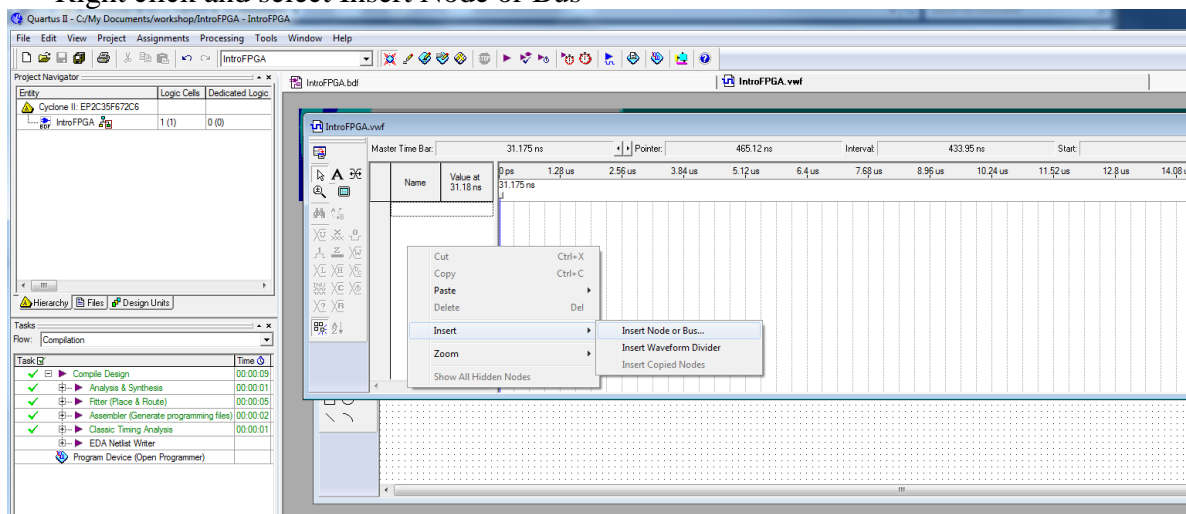 Right click and select Insert Node or Bus
Quartus II - C:/My Documents/workshop/IntroFPGA - IntroFPGA
File Edit View Project Assignments Processing Tools Window Help
IntroFPGA
Project Navigator
Entity Logic Cells Dedicated Logic
Cyclone II: EP2C35F672C6
IntroFPGA 1 (1) 0 (0)
Hierarchy Files Design Units
Tasks
Flow: Compilation
Task Time
Compile Design 00:00:09
Analysis & Synthesis 00:00:01
Fitter (Place & Route) 00:00:05
Assembler (Generate programming files) 00:00:02
Classic Timing Analysis 00:00:01
EDA Netlist Writer
Program Device (Open Programmer)
IntroFPGA.bdf
IntroFPGA.vwf
IntroFPGA.vwf
Master Time Bar: 31.175 ns Pointer: 465.12 ns Interval: 433.95 ns Start:
Name
Value at
31.18 ns
0 ps 1.28 us 2.56 us 3.84 us 5.12 us 6.4 us 7.68 us 8.96 us 10.24 us 11.52 us 12.8 us 14.08
31.175 ns
Cut Ctrl+X
Copy Ctrl+C
Paste
Delete Del
Insert
Zoom
Show All Hidden Nodes
Insert Node or Bus...
Insert Waveform Divider
Insert Copied Nodes